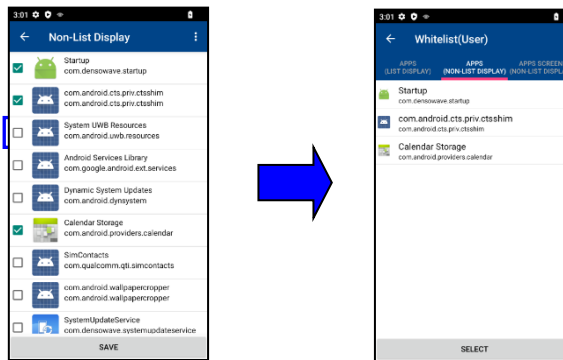 3:01
Non-List Display
Startup
com.densowave.startup
com.android.cts.priv.ctsshim
com.android.cts.priv.ctsshim
System UWB Resources
com.android.uwb.resources
Android Services Library
com.google.android.ext.services
Dynamic System Updates
com.android.dynsystem
Calendar Storage
com.android.providers.calendar
SimContacts
com.qualcomm.qti.simcontacts
com.android.wallpapercropper
com.android.wallpapercropper
SystemUpdateService
com.densowave.systemupdateservice
SAVE
3:01
Whitelist(User)
APPS
(LIST DISPLAY)
APPS
(NON-LIST DISPLAY)
APPS SCREEN
(NON-LIST DISPL
Startup
com.densowave.startup
com.android.cts.priv.ctsshim
com.android.cts.priv.ctsshim
Calendar Storage
com.android.providers.calendar
SELECT